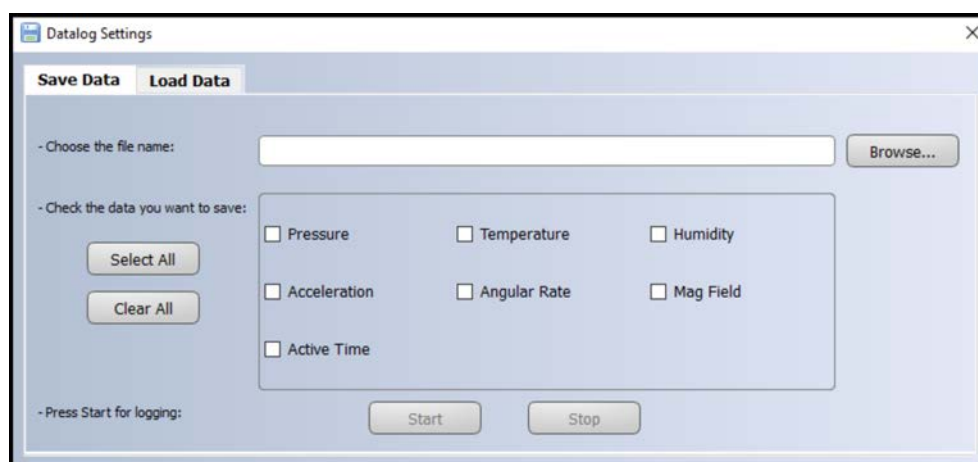 Datalog Settings
Save Data Load Data
- Choose the file name: Browse...
- Check the data you want to save:
Pressure Temperature Humidity
Select All
Acceleration Angular Rate Mag Field
Clear All
Active Time
- Press Start for logging: Start Stop